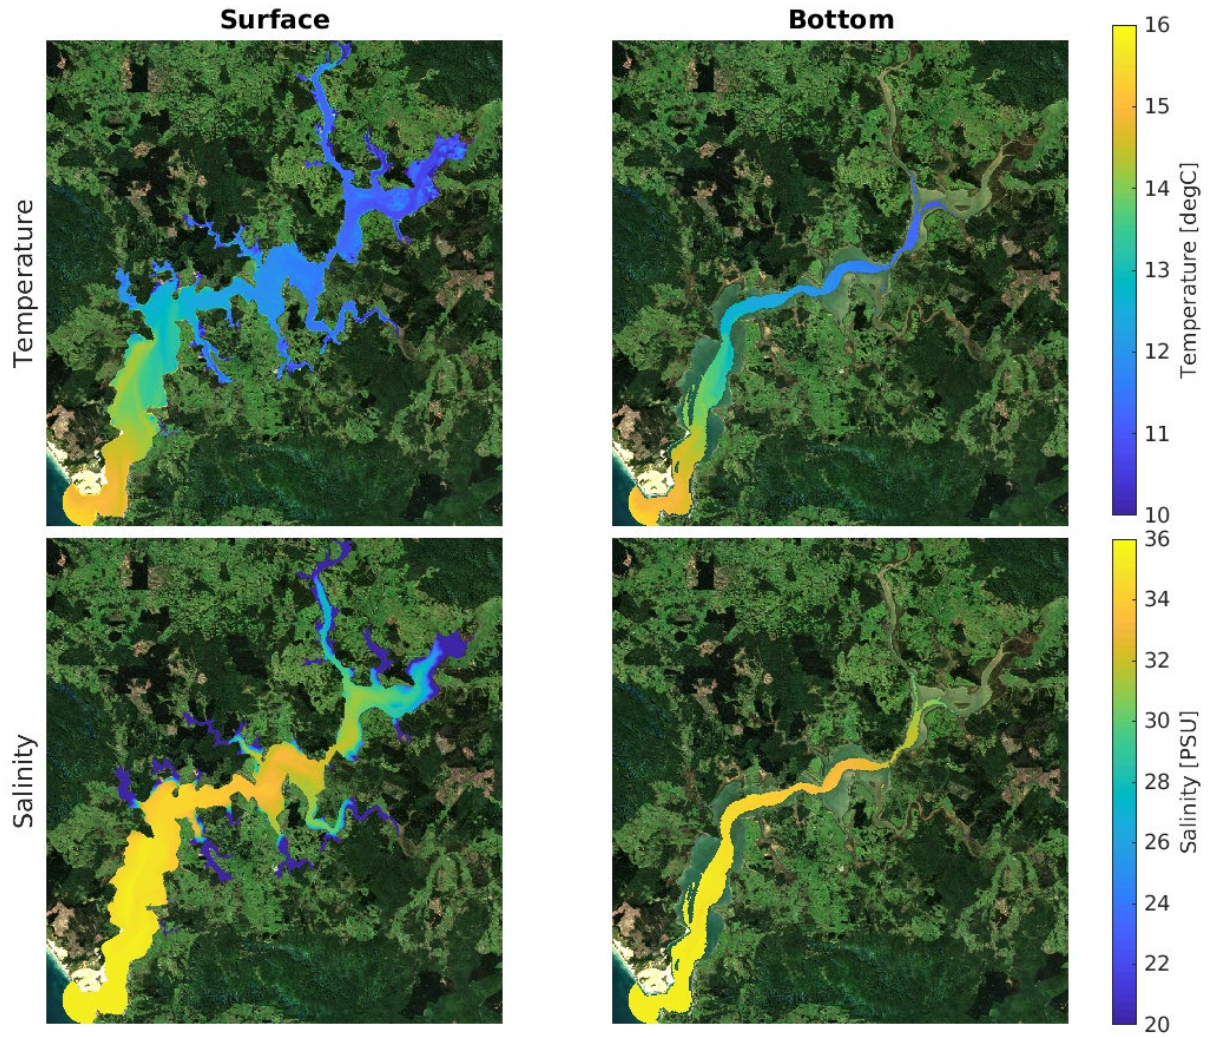 Surface
Bottom
Temperature
16
15
14
13
12
11
10
Temperature [degC]
Salinity
36
34
32
30
28
26
24
22
20
Salinity [PSU]